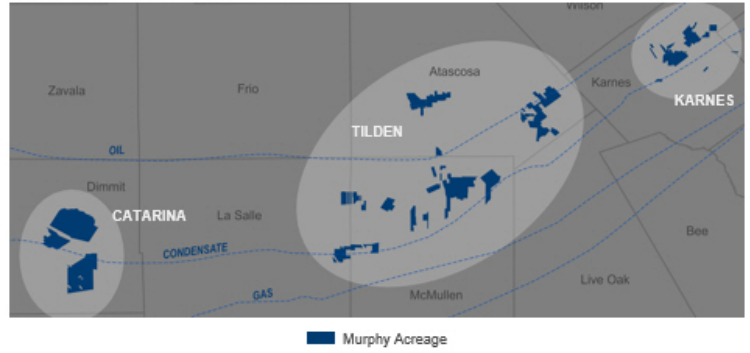 Wilson
Atascosa
Zavala
Frio
Karnes
KARNES
TILDEN
OIL
Dimmit
CATARINA
La Salle
Bee
CONDENSATE
Live Oak
GAS
McMullen
Murphy Acreage